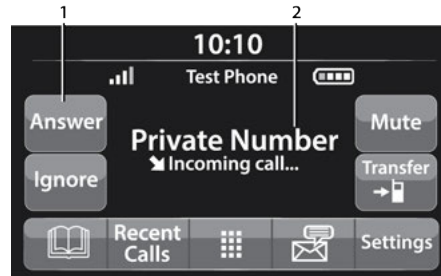 1 2
10:10
Test Phone
Answer
Private Number
Mute
Incoming call...
Ignore
Transfer
Recent
Calls
Settings